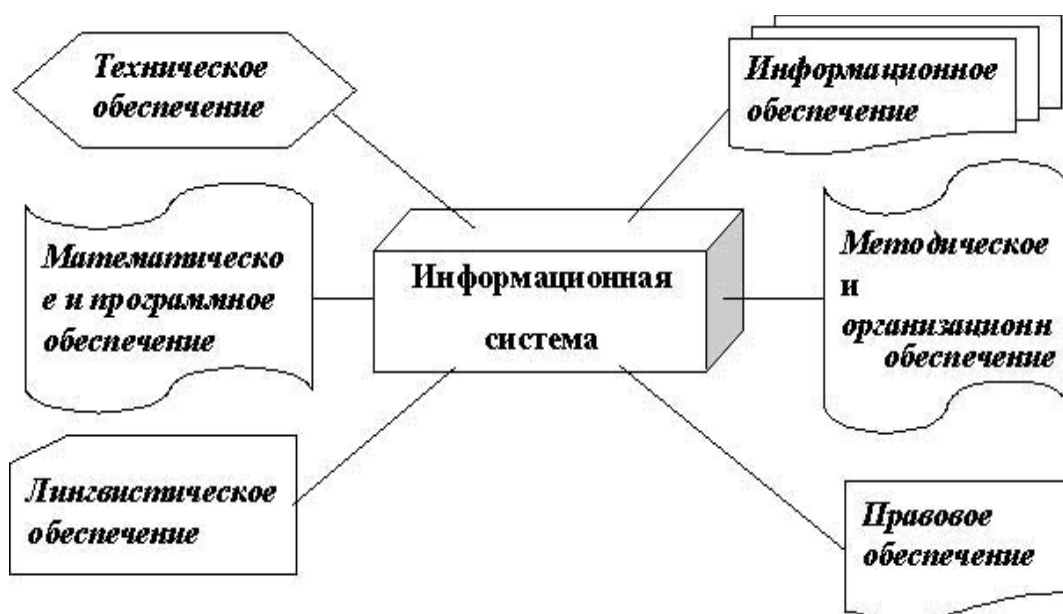 Техническое
обеспечение
Информационное
обеспечение
Математическо
е и программное
обеспечение
Информационная
система
Методическое
и
организационн
обеспечение
Лингвистическое
обеспечение
Правовое
обеспечение